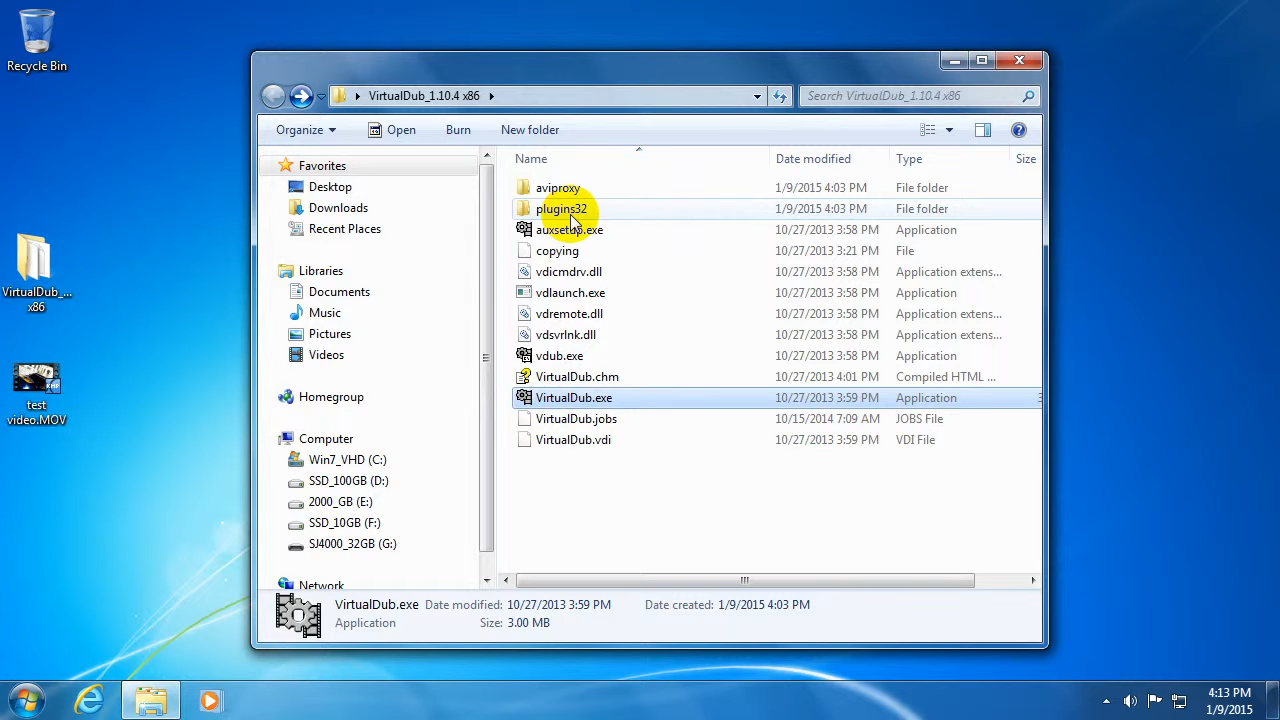 Recycle Bin
VirtualDub_...
x86
test
video.MOV
VirtualDub_1.10.4 x86
Search VirtualDub_1.10.4 x86
Organize
Open
Burn
New folder
Favorites
Desktop
Downloads
Recent Places
Libraries
Documents
Music
Pictures
Videos
Homegroup
Computer
Win7_VHD (C:)
SSD_100GB (D:)
2000_GB (E:)
SSD_10GB (F:)
SJ4000_32GB (G:)
Network
Name Date modified Type Size
aviproxy 1/9/2015 4:03 PM File folder
plugins32 1/9/2015 4:03 PM File folder
auxsetup.exe 10/27/2013 3:58 PM Application
copying 10/27/2013 3:21 PM File
vdicmdrv.dll 10/27/2013 3:58 PM Application extens...
vdlaunch.exe 10/27/2013 3:58 PM Application
vdremote.dll 10/27/2013 3:58 PM Application extens...
vdsvrlnk.dll 10/27/2013 3:58 PM Application extens...
vdub.exe 10/27/2013 3:58 PM Application
VirtualDub.chm 10/27/2013 4:01 PM Compiled HTML ...
VirtualDub.exe 10/27/2013 3:59 PM Application 3
VirtualDub.jobs 10/15/2014 7:09 AM JOBS File
VirtualDub.vdi 10/27/2013 3:59 PM VDI File
VirtualDub.exe Date modified: 10/27/2013 3:59 PM Date created: 1/9/2015 4:03 PM
Application Size: 3.00 MB
4:13 PM
1/9/2015